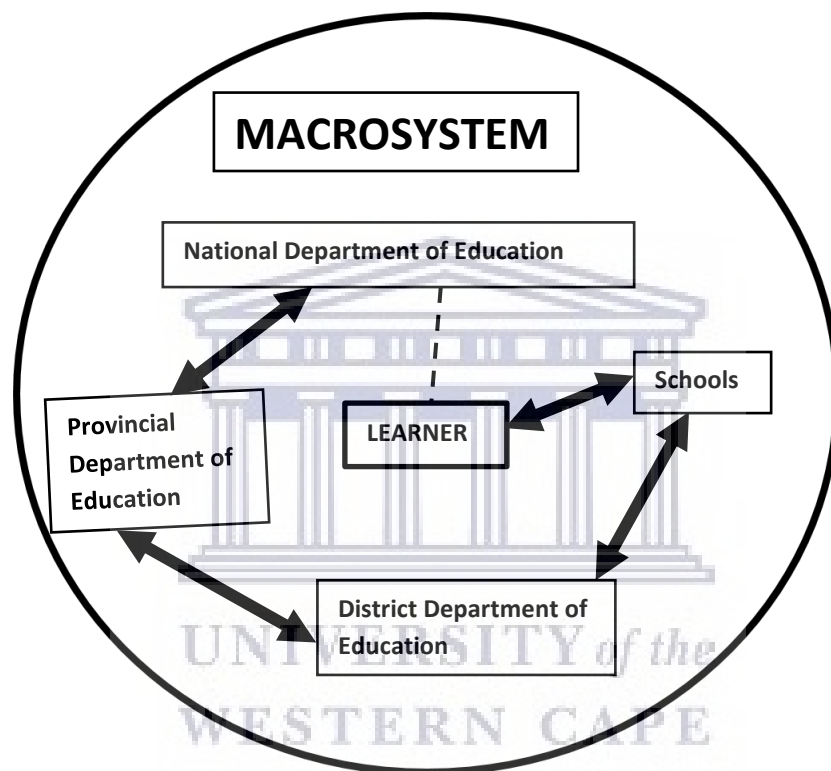 MACROSYSTEM
National Department of Education
Schools
LEARNER
Provincial
Department of
Education
District Department of
Education
UNIVERSITY of the
WESTERN CAPE